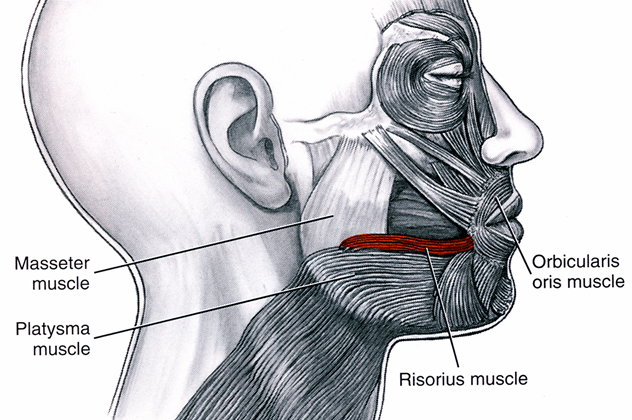 Masseter
muscle
Platysma
muscle
Orbicularis
oris muscle
Risorius muscle